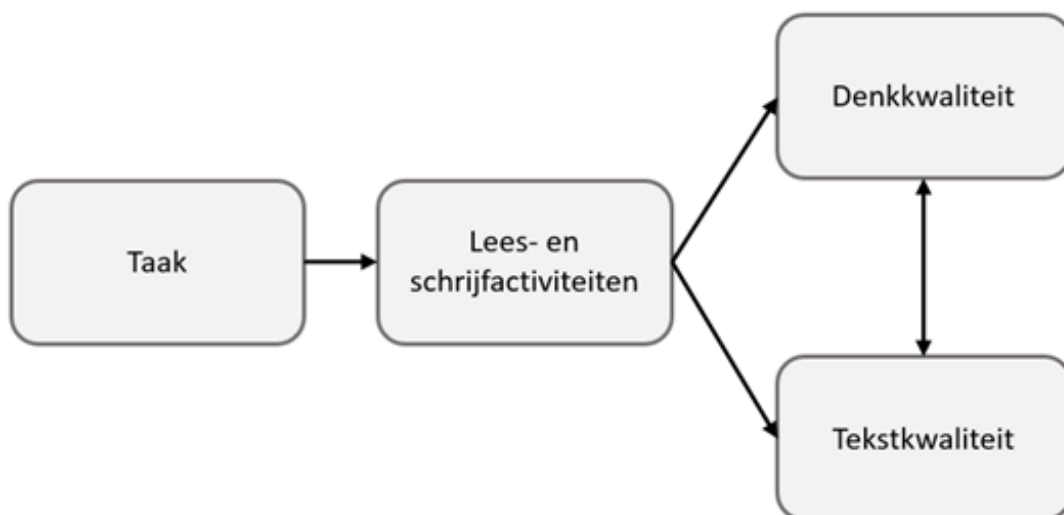 Denkkwaliteit
Taak
Lees- en
schrijfactiviteiten
Tekstkwaliteit